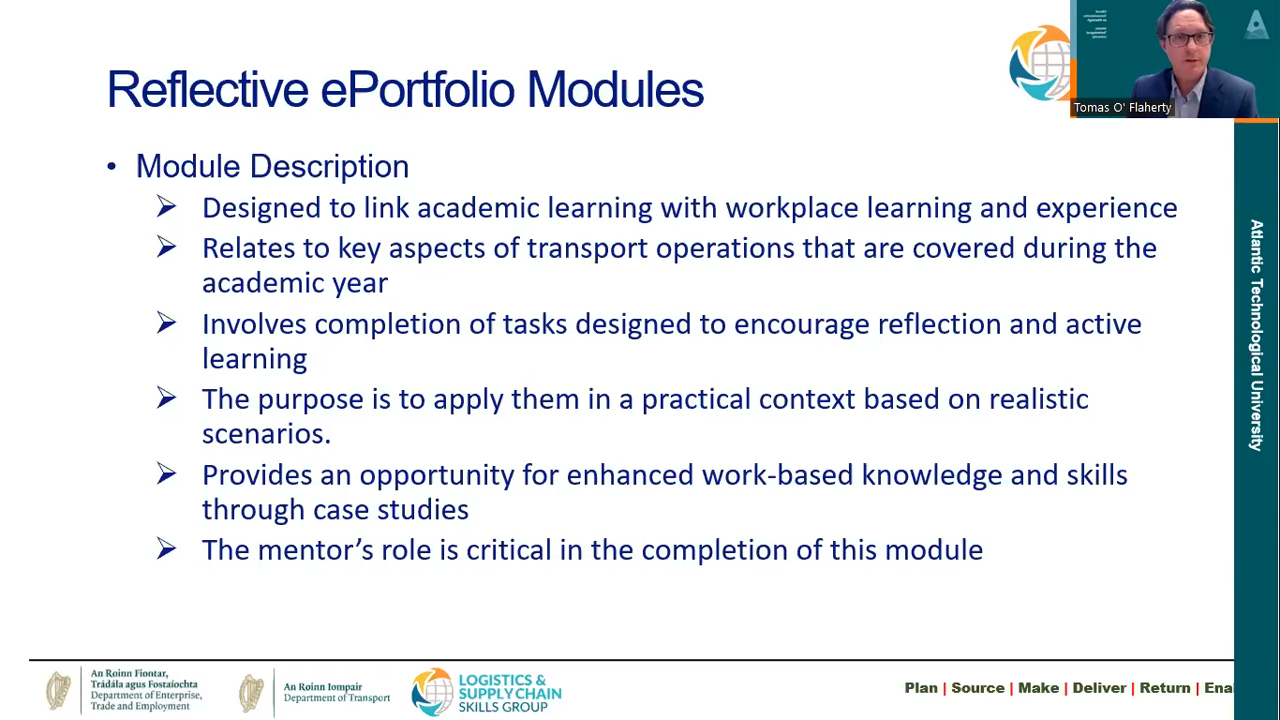 Reflective ePortfolio Modules
Tomas O' Flaherty
• Module Description
➢ Designed to link academic learning with workplace learning and experience
➢ Relates to key aspects of transport operations that are covered during the
academic year
➢ Involves completion of tasks designed to encourage reflection and active
learning
➢ The purpose is to apply them in a practical context based on realistic
scenarios.
➢ Provides an opportunity for enhanced work-based knowledge and skills
through case studies
➢ The mentor’s role is critical in the completion of this module
Atlantic Technological University
An Roinn Fiontar,
Trádála agus Fostaíochta
Department of Enterprise,
Trade and Employment
An Roinn Iompair
Department of Transport
LOGISTICS &
SUPPLY CHAIN
SKILLS GROUP
Plan | Source | Make | Deliver | Return | Ena